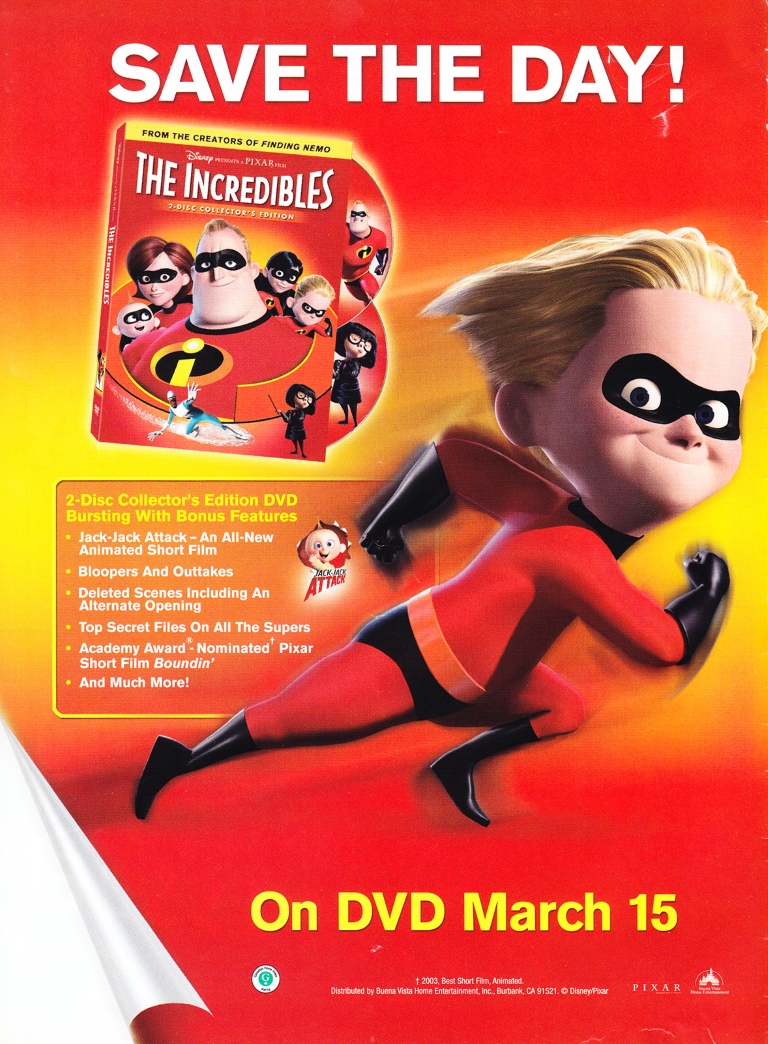 SAVE THE DAY!
FROM THE CREATORS OF FINDING NEMO
Disney PRESENTS A PIXAR FILM
THE INCREDIBLES
2-DISC COLLECTOR'S EDITION
THE INCREDIBLES
2-Disc Collector's Edition DVD
Bursting With Bonus Features
• Jack-Jack Attack – An All-New
Animated Short Film
JACK-JACK
ATTACK
• Bloopers And Outtakes
• Deleted Scenes Including An
Alternate Opening
• Top Secret Files On All The Supers
• Academy Award®- Nominated† Pixar
Short Film Boundin'
• And Much More!
On DVD March 15
† 2003, Best Short Film, Animated.
Distributed by Buena Vista Home Entertainment, Inc., Burbank, CA 91521. © Disney/Pixar
PIXAR
Buena Vista
Home Entertainment